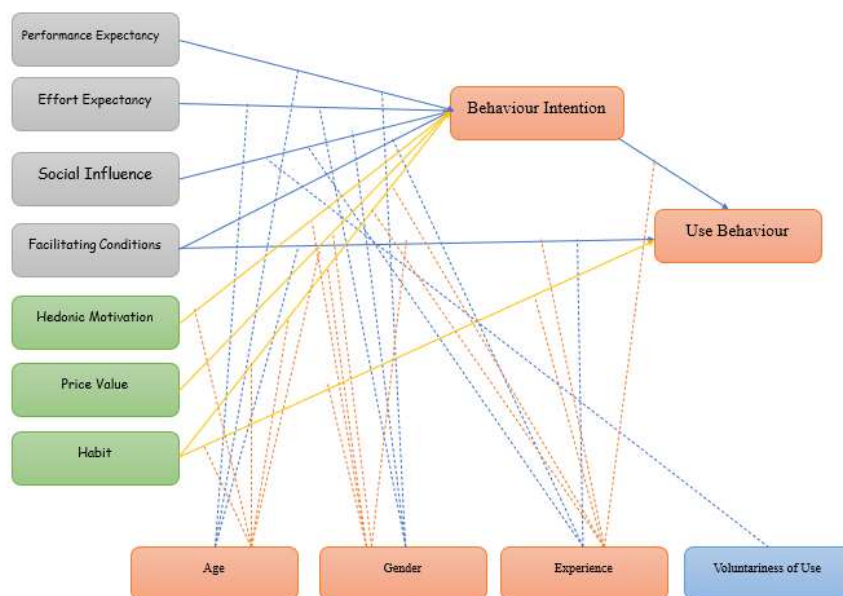 Performance Expectancy
Effort Expectancy
Behaviour Intention
Social Influence
Facilitating Conditions
Use Behaviour
Hedonic Motivation
Price Value
Habit
Age
Gender
Experience
Voluntariness of Use